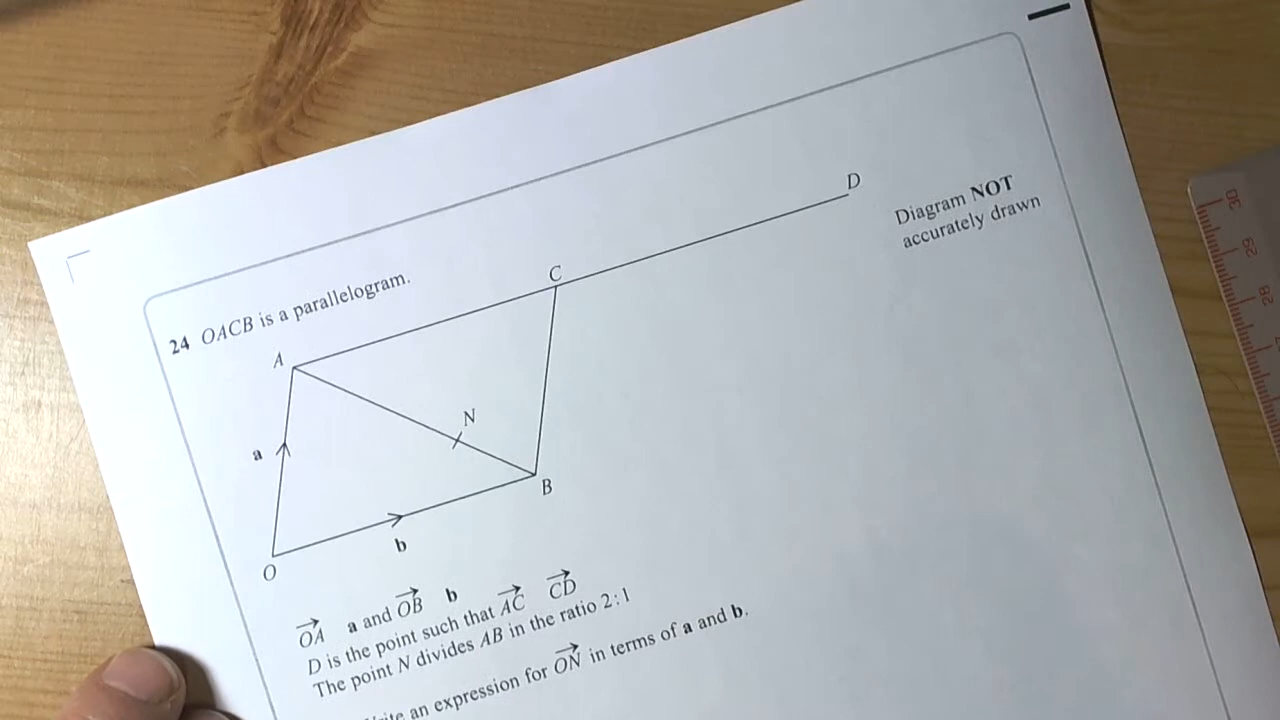 24 OACB is a parallelogram.
Diagram NOT
accurately drawn
D
C
A
N
a
B
b
O
OA a and OB b
D is the point such that AC CD
The point N divides AB in the ratio 2:1
an expression for ON in terms of a and b.
30
29
28